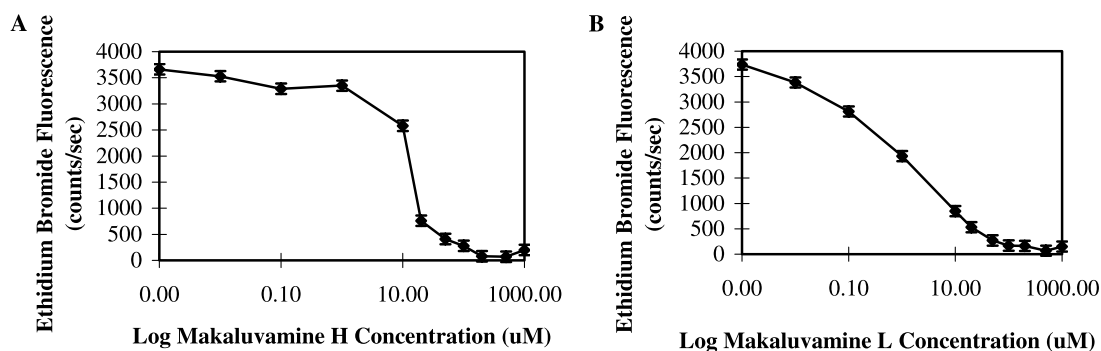 A
Ethidium Bromide Fluorescence
(counts/sec)
4000
3500
3000
2500
2000
1500
1000
500
0
0.00 0.10 10.00 1000.00
Log Makaluvamine H Concentration (uM)
B
Ethidium Bromide Fluorescence
(counts/sec)
4000
3500
3000
2500
2000
1500
1000
500
0
0.00 0.10 10.00 1000.00
Log Makaluvamine L Concentration (uM)